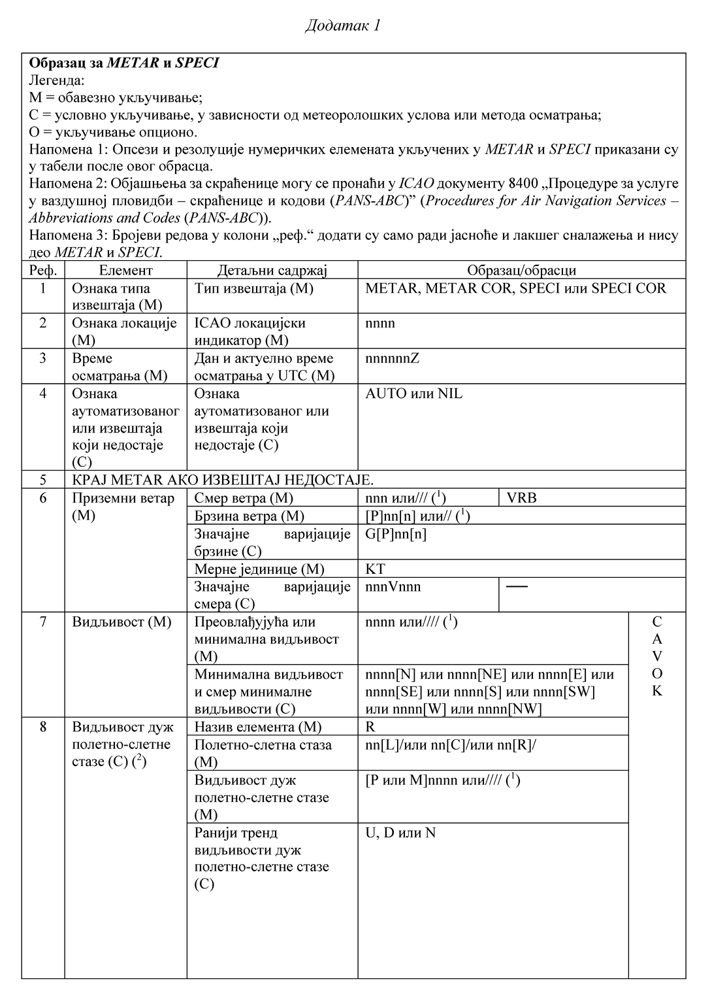 Додатак 1
Образац за METAR и SPECI
Легенда:
M = обавезно укључивање;
C = условно укључивање, у зависности од метеоролошких услова или метода осматрања;
O = укључивање опционо.
Напомена 1: Опсези и резолуције нумеричких елемената укључених у METAR и SPECI приказани су
у табели после овог обрасца.
Напомена 2: Објашњења за скраћенице могу се пронаћи у ICAO документу 8400 „Процедуре за услуге
у ваздушној пловидби – скраћенице и кодови (PANS-ABC)” (Procedures for Air Navigation Services –
Abbreviations and Codes (PANS-ABC)).
Напомена 3: Бројеви редова у колони „реф.“ додати су само ради јасноће и лакшег сналажења и нису
део METAR и SPECI.
Реф. Елемент Детаљни садржај Образац/обрасци
1 Ознака типа Тип извештаја (M) METAR, METAR COR, SPECI или SPECI COR
извештаја (M)
2 Ознака локације ICAO локацијски nnnn
(M) индикатор (M)
3 Време Дан и актуелно време nnnnnnZ
осматрања (M) осматрања у UTC (M)
4 Ознака Ознака AUTO или NIL
аутоматизованог аутоматизованог или
или извештаја извештаја који
који недостаје недостаје (C)
(C)
5 КРАЈ METAR АКО ИЗВЕШТАЈ НЕДОСТАЈЕ.
6 Приземни ветар Смер ветра (M) nnn или/// (1) VRB
(M) Брзина ветра (M) [P]nn[n] или// (1)
Значајне варијације G[P]nn[n]
брзине (C)
Мерне јединице (M) KT
Значајне варијације nnnVnnn —
смера (C)
7 Видљивост (M) Преовлађујућа или nnnn или//// (1) C
минимална видљивост A
(M) V
Минимална видљивост nnnn[N] или nnnn[NE] или nnnn[E] или O
и смер минималне nnnn[SE] или nnnn[S] или nnnn[SW] K
видљивости (C) или nnnn[W] или nnnn[NW]
8 Видљивост дуж Назив елемента (M) R
полетно-слетне Полетно-слетна стаза nn[L]/или nn[C]/или nn[R]/
стазе (C) (2) (M)
Видљивост дуж [P или M]nnnn или//// (1)
полетно-слетне стазе
(M)
Ранији тренд U, D или N
видљивости дуж
полетно-слетне стазе
(C)